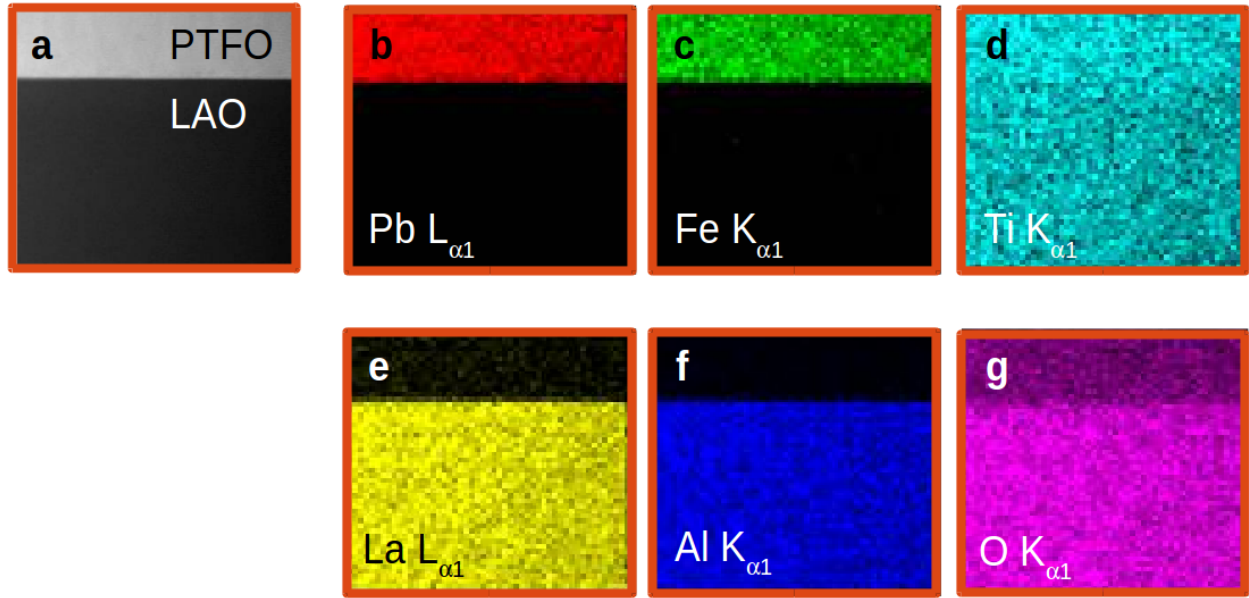 a
PTFO
LAO
b
Pb Lα1
c
Fe Kα1
d
Ti Kα1
e
La Lα1
f
Al Kα1
g
O Kα1